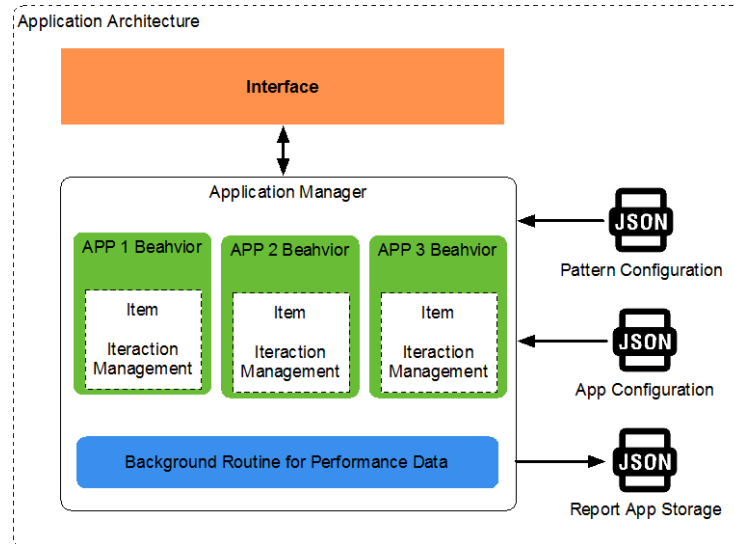 Application Architecture
Interface
Application Manager
APP 1 Beahvior
APP 2 Beahvior
APP 3 Beahvior
Item
Iteraction
Management
Item
Iteraction
Management
Item
Iteraction
Management
Background Routine for Performance Data
JSON
Pattern Configuration
JSON
App Configuration
JSON
Report App Storage